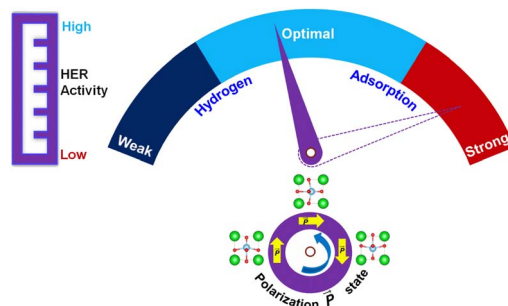 High
HER
Activity
Low
Optimal
Hydrogen
Adsorption
Weak
Strong
P
P
P
Polarization P state